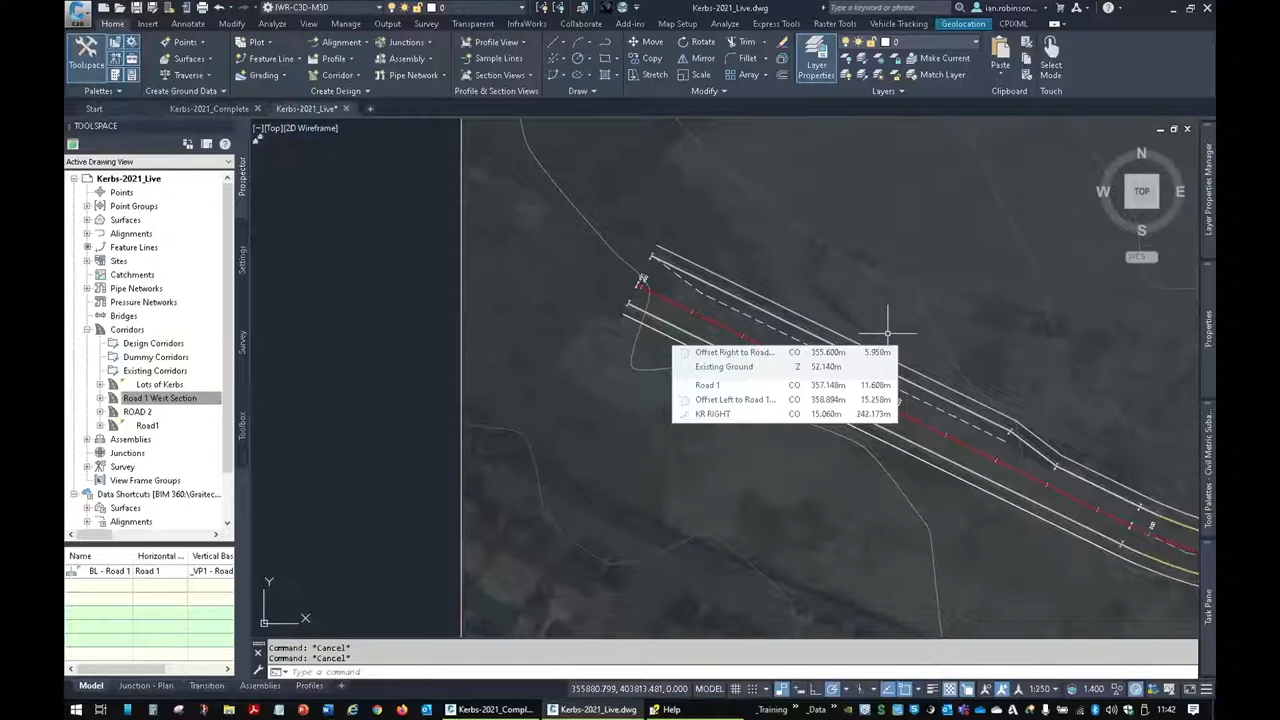 C3D
IWR-C3D-M3D
0
Kerbs-2021_Live.dwg
Type a keyword or phrase
ian.robinson...
Home
Insert
Annotate
Modify
Analyze
View
Manage
Output
Survey
Transparent
InfraWorks
Collaborate
Add-ins
Map Setup
Analyze
Express Tools
Raster Tools
Vehicle Tracking
Geolocation
CPIXML
Toolspace
Points
Surfaces
Traverse
Plot
Feature Line
Grading
Alignment
Profile
Corridor
Junctions
Assembly
Pipe Network
Profile View
Sample Lines
Section Views
Move
Copy
Stretch
Rotate
Mirror
Scale
Trim
Fillet
Array
Layer
Properties
0
Make Current
Match Layer
Paste
Select
Mode
Palettes
Create Ground Data
Create Design
Profile & Section Views
Draw
Modify
Layers
Clipboard
Touch
Start
Kerbs-2021_Complete
Kerbs-2021_Live*
TOOLSPACE
[−][Top][2D Wireframe]
Active Drawing View
Kerbs-2021_Live
Points
Point Groups
Surfaces
Alignments
Feature Lines
Sites
Catchments
Pipe Networks
Pressure Networks
Bridges
Corridors
Design Corridors
Dummy Corridors
Existing Corridors
Lots of Kerbs
Road 1 West Section
ROAD 2
Road1
Assemblies
Junctions
Survey
View Frame Groups
Data Shortcuts [BIM 360:\Graitec...
Surfaces
Alignments
Prospector
Settings
Survey
Toolbox
Name
Horizontal ...
Vertical Bas
BL - Road 1
Road 1
_VP1 - Road
N
W
TOP
E
S
WCS
Layer Properties Manager
Properties
Tool Palettes - Civil Metric Suba...
Task Pane
Offset Right to Road... CO 355.600m 5.958m
Existing Ground Z 52.140m
Road 1 CO 357.148m 11.608m
Offset Left to Road 1... CO 358.894m 15.258m
KR RIGHT CO 15.060m 242.173m
Y
X
Command: *Cancel*
Command: *Cancel*
Type a command
Model
Junction - Plan
Transition
Assemblies
Profiles
355880.799, 403813.481, 0.000
MODEL
1:250
1.400
Kerbs-2021_Compl...
Kerbs-2021_Live.dwg
Help
_Training
_Data
11:42